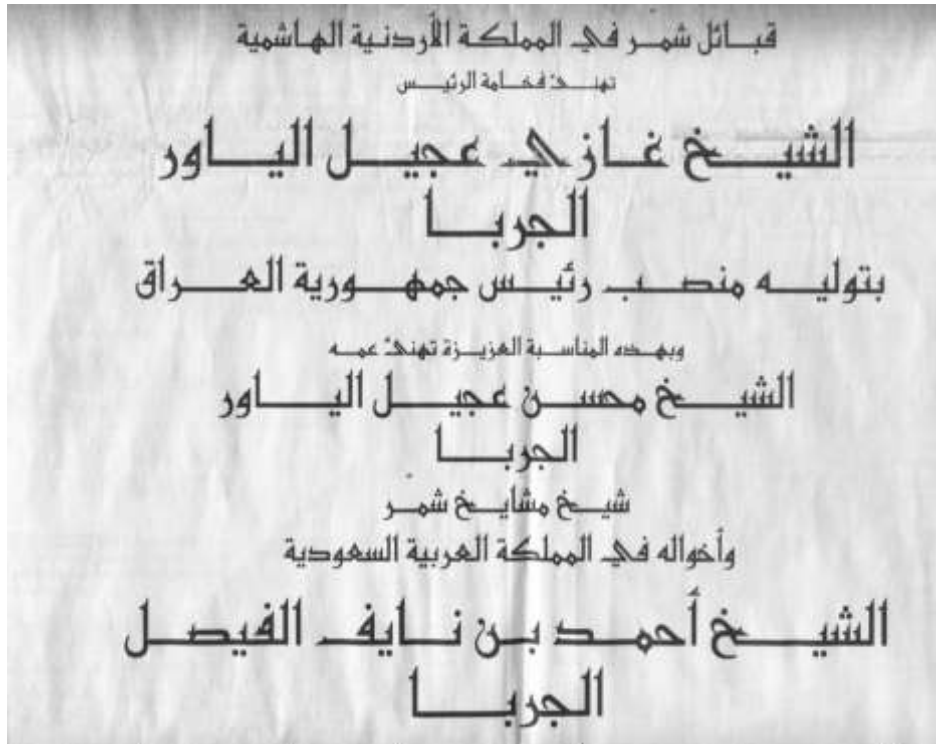 قبائل شمر في المملكة الأردنية الهاشمية
تهنئ فخامة الرئيس
الشيخ غازي عجيل الياور
الجربا
بتوليه منصب رئيس جمهورية العراق
وبهذه المناسبة العزيزة تهنئ عمه
الشيخ محسن عجيل الياور
الجربا
شيخ مشايخ شمر
وأخواله في المملكة العربية السعودية
الشيخ أحمد بن نايف الفيصل
الجربا